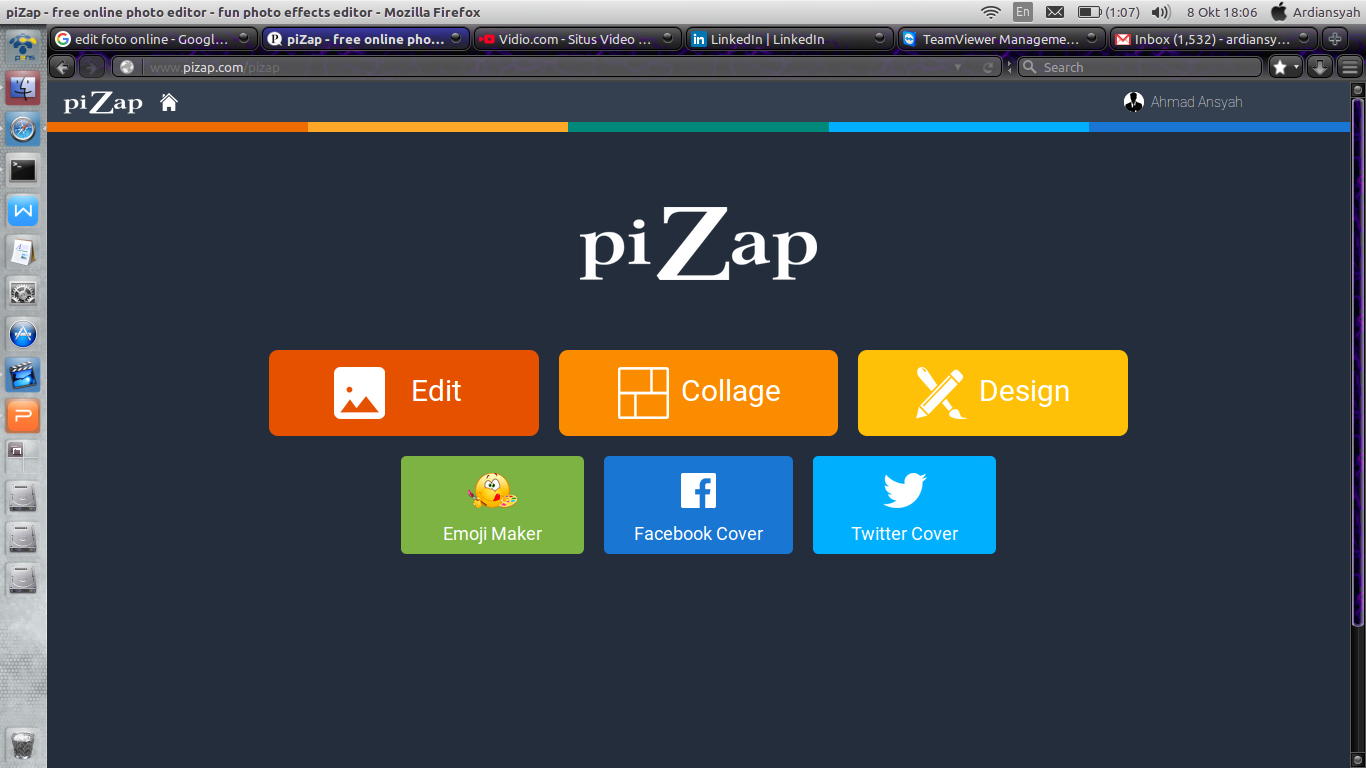 piZap - free online photo editor - fun photo effects editor - Mozilla Firefox
En
(1:07)
8 Okt 18:06
Ardiansyah
edit foto online - Googl...
piZap - free online pho...
Vidio.com - Situs Video ...
LinkedIn | LinkedIn
TeamViewer Manageme...
Inbox (1,532) - ardiansy...
www.pizap.com/pizap
Search
piZap
Ahmad Ansyah
piZap
Edit
Collage
Design
Emoji Maker
Facebook Cover
Twitter Cover